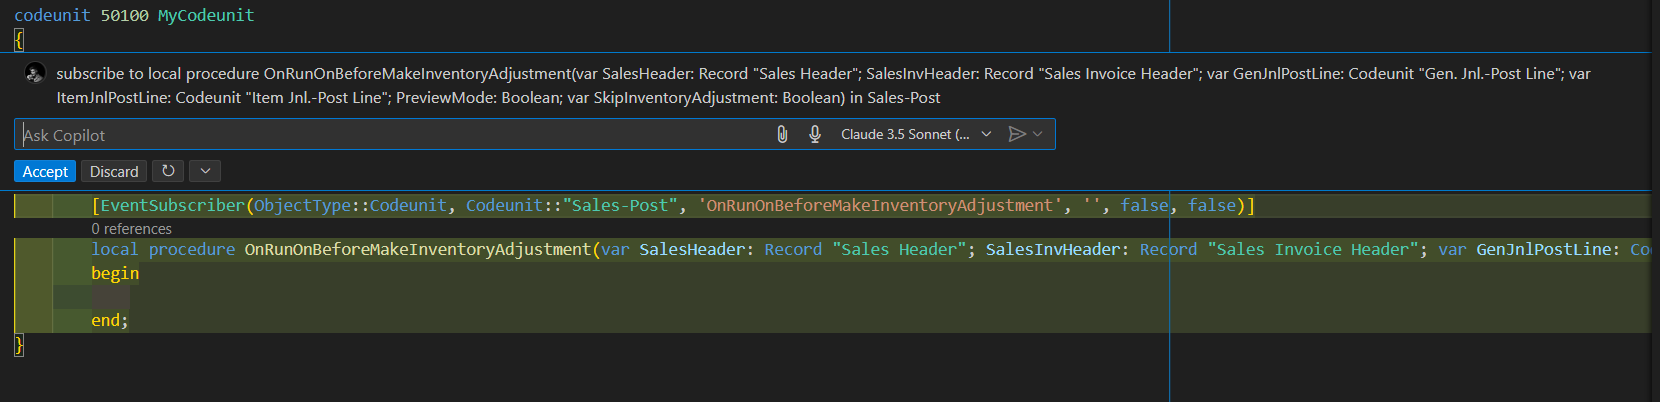 codeunit 50100 MyCodeunit
{
subscribe to local procedure OnRunOnBeforeMakeInventoryAdjustment(var SalesHeader: Record "Sales Header"; SalesInvHeader: Record "Sales Invoice Header"; var GenJnlPostLine: Codeunit "Gen. Jnl.-Post Line"; var
ItemJnlPostLine: Codeunit "Item Jnl.-Post Line"; PreviewMode: Boolean; var SkipInventoryAdjustment: Boolean) in Sales-Post
Ask Copilot Claude 3.5 Sonnet (...
Accept Discard
[EventSubscriber(ObjectType::Codeunit, Codeunit::"Sales-Post", 'OnRunOnBeforeMakeInventoryAdjustment', '', false, false)]
0 references
local procedure OnRunOnBeforeMakeInventoryAdjustment(var SalesHeader: Record "Sales Header"; SalesInvHeader: Record "Sales Invoice Header"; var GenJnlPostLine: Co
begin
end;
}